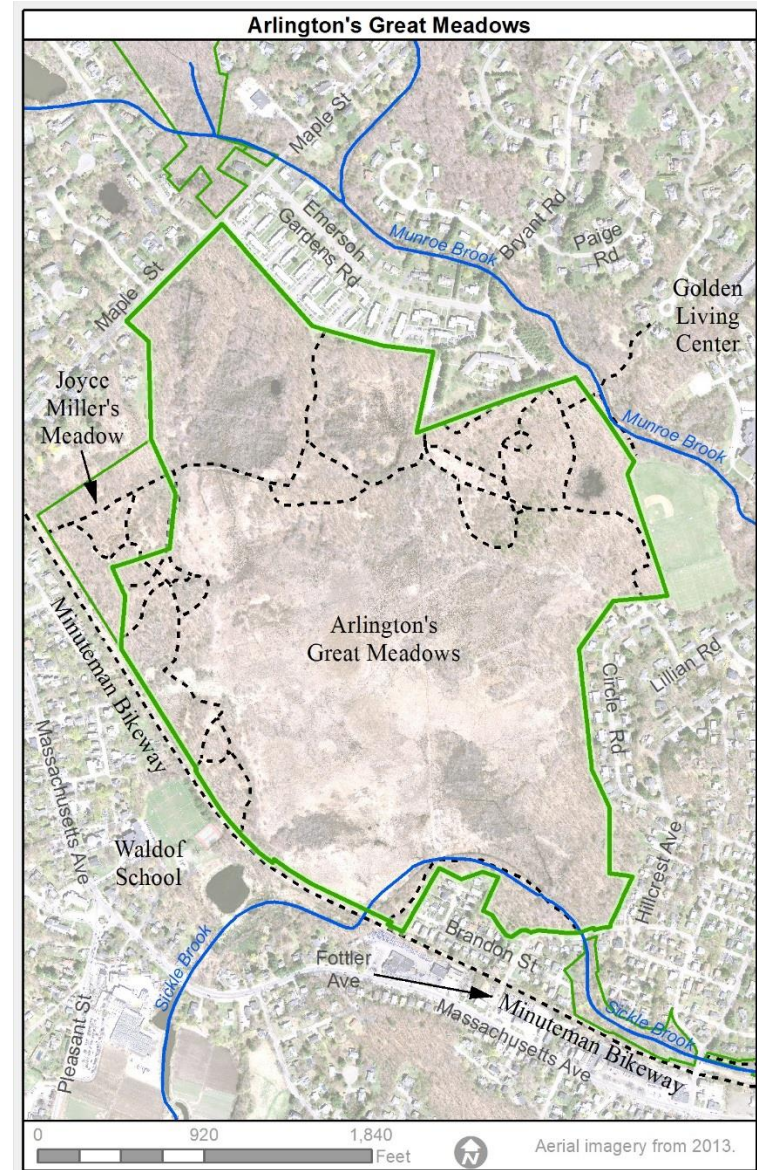 Arlington's Great Meadows
Maple St
Emerson
Gardens Rd
Munroe Brook
Bryant Rd
Paige
Rd
Maple St
Golden
Living
Center
Joyce
Miller's
Meadow
Munroe Brook
Minuteman Bikeway
Arlington's
Great Meadows
Circle Rd
Lillian Rd
Massachusetts Ave
Waldof
School
Hillcrest Ave
Brandon St
Sickle Brook
Fottler
Ave
Pleasant St
Minuteman Bikeway
Sickle Brook
Massachusetts Ave
0 920 1,840
Feet
N
Aerial imagery from 2013.